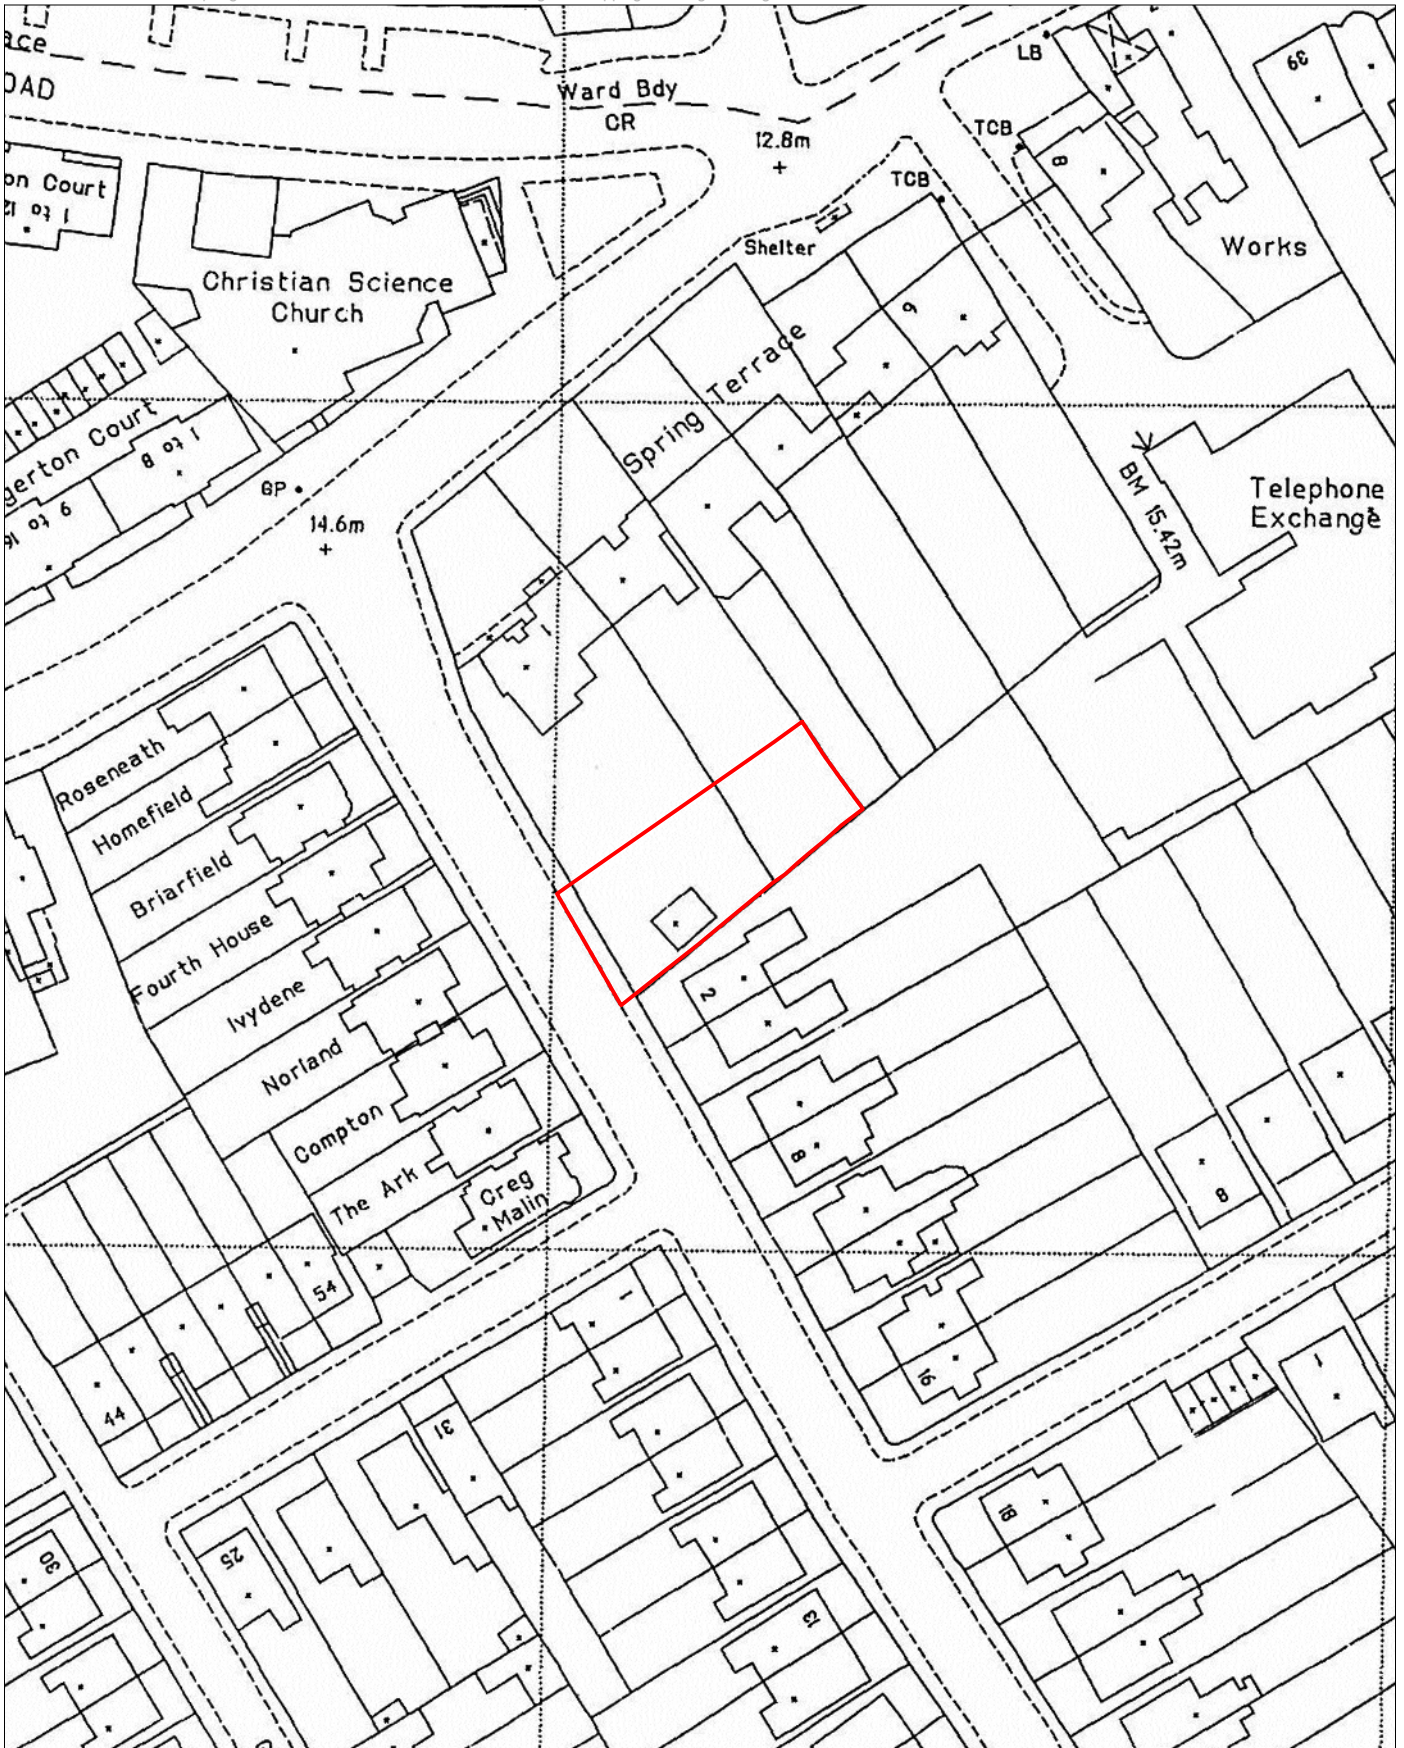 ace
OAD
Ward Bdy
CR
12.8m
LB
TCB
8
39
on Court
1 to 12
TCB
Shelter
Works
Christian Science
Church
Spring Terrace
6
gerton Court
1 to 8
9 to 16
GP
14.6m
BM 15.42m
Telephone
Exchange
1
Roseneath
Homefield
Briarfield
Fourth House
Ivydene
Norland
Compton
The Ark
Creg
Malin
2
8
8
54
44
16
1
1
31
25
30
18
13